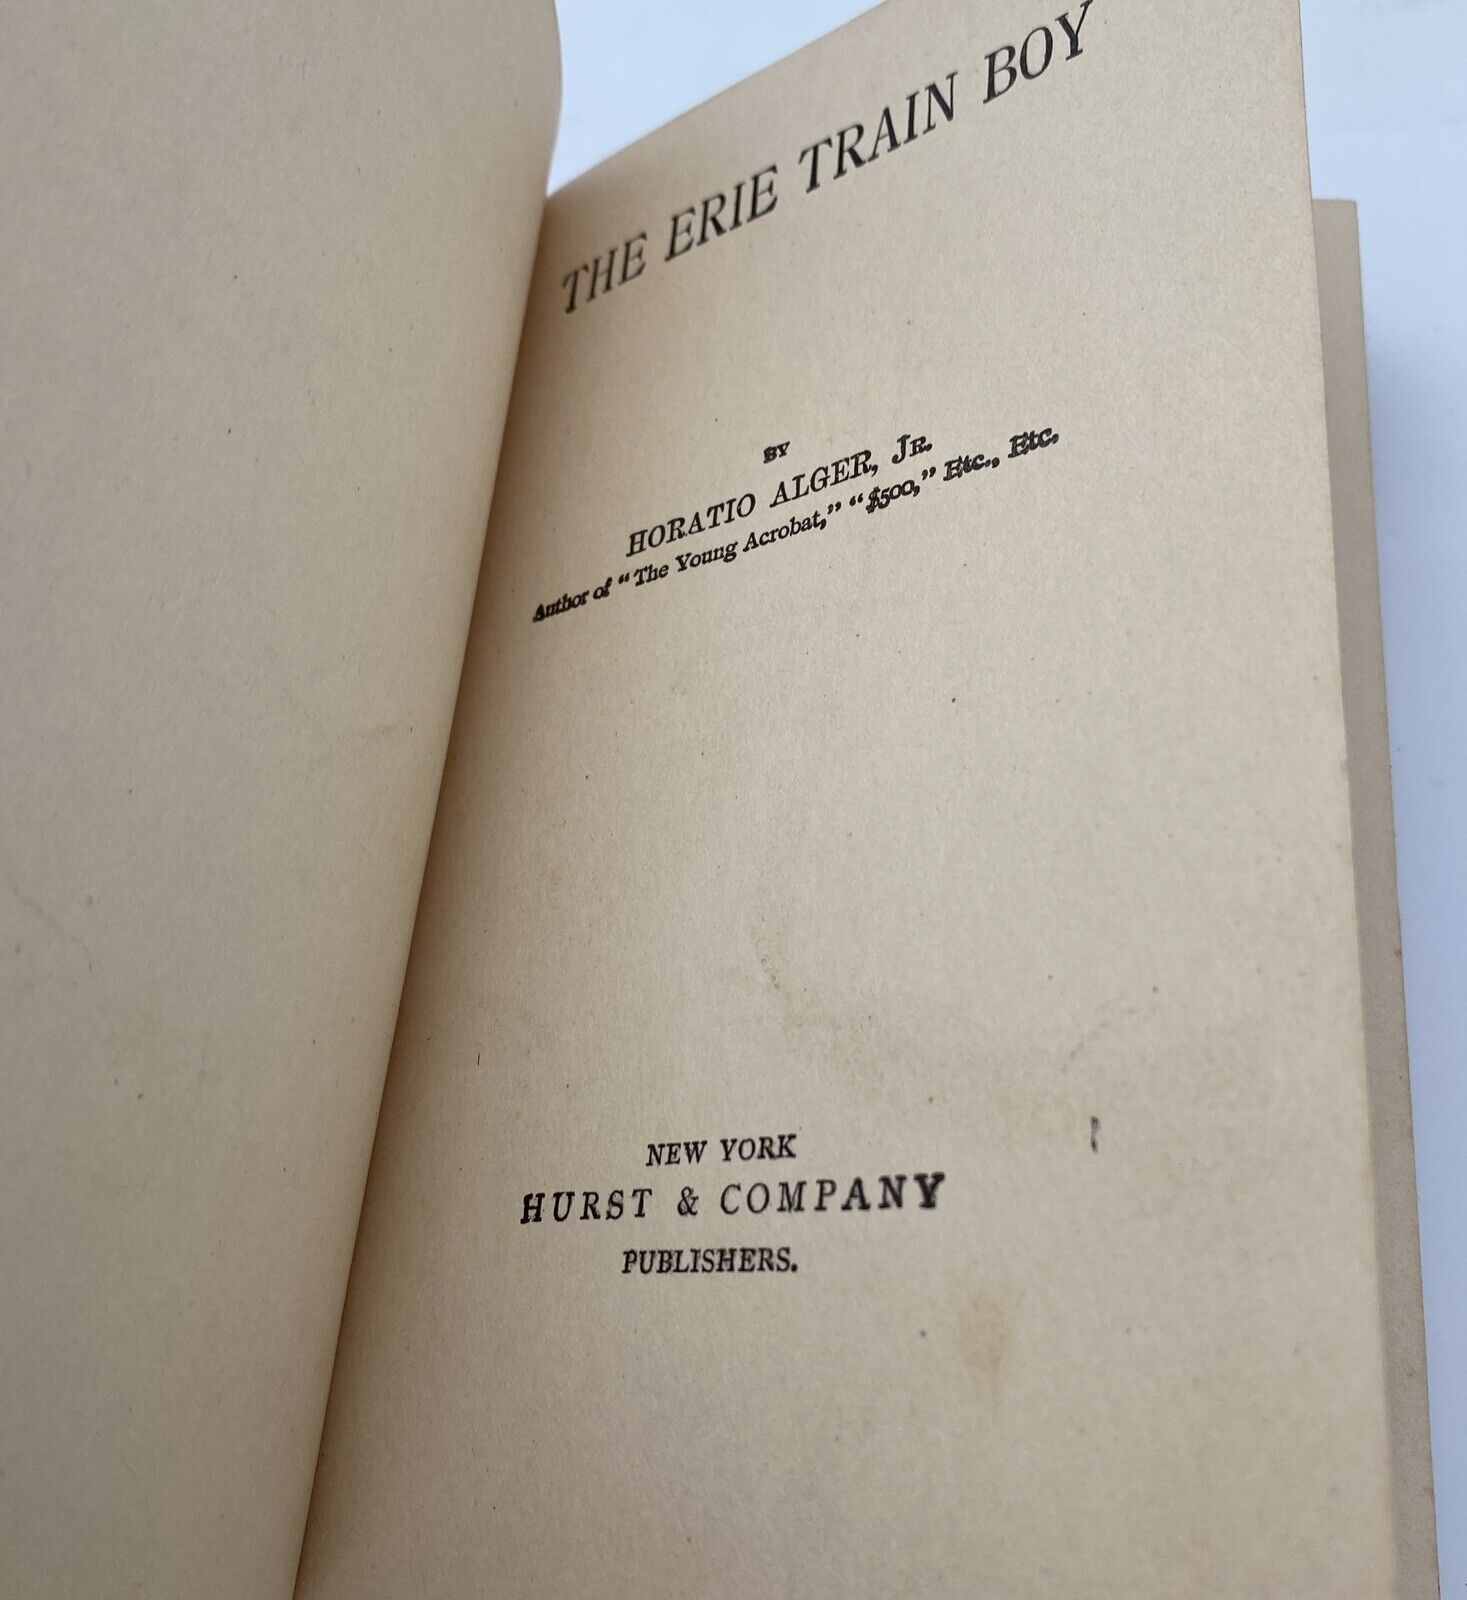 THE ERIE TRAIN BOY
BY
HORATIO ALGER, JR.
Author of "The Young Acrobat," "$500," Etc., Etc.
NEW YORK
HURST & COMPANY
PUBLISHERS.